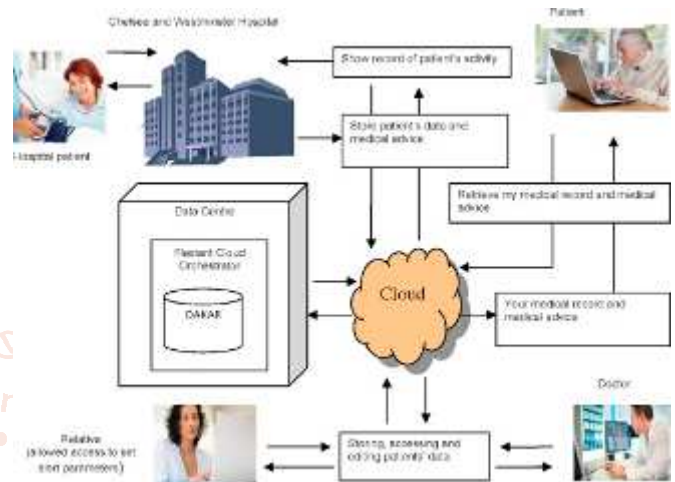 Chelsea and Westminster Hospital
Patient
Show record of patient's activity
Store patient's data and
medical advice
Hospital patient
Retrieve my medical record and medical
advice
Data Centre
Flexiant Cloud
Orchestrator
DAKAR
Cloud
Your medical record and
medical advice
Doctor
Relative
(allowed access to set
alert parameters)
Storing, accessing and
editing patients' data